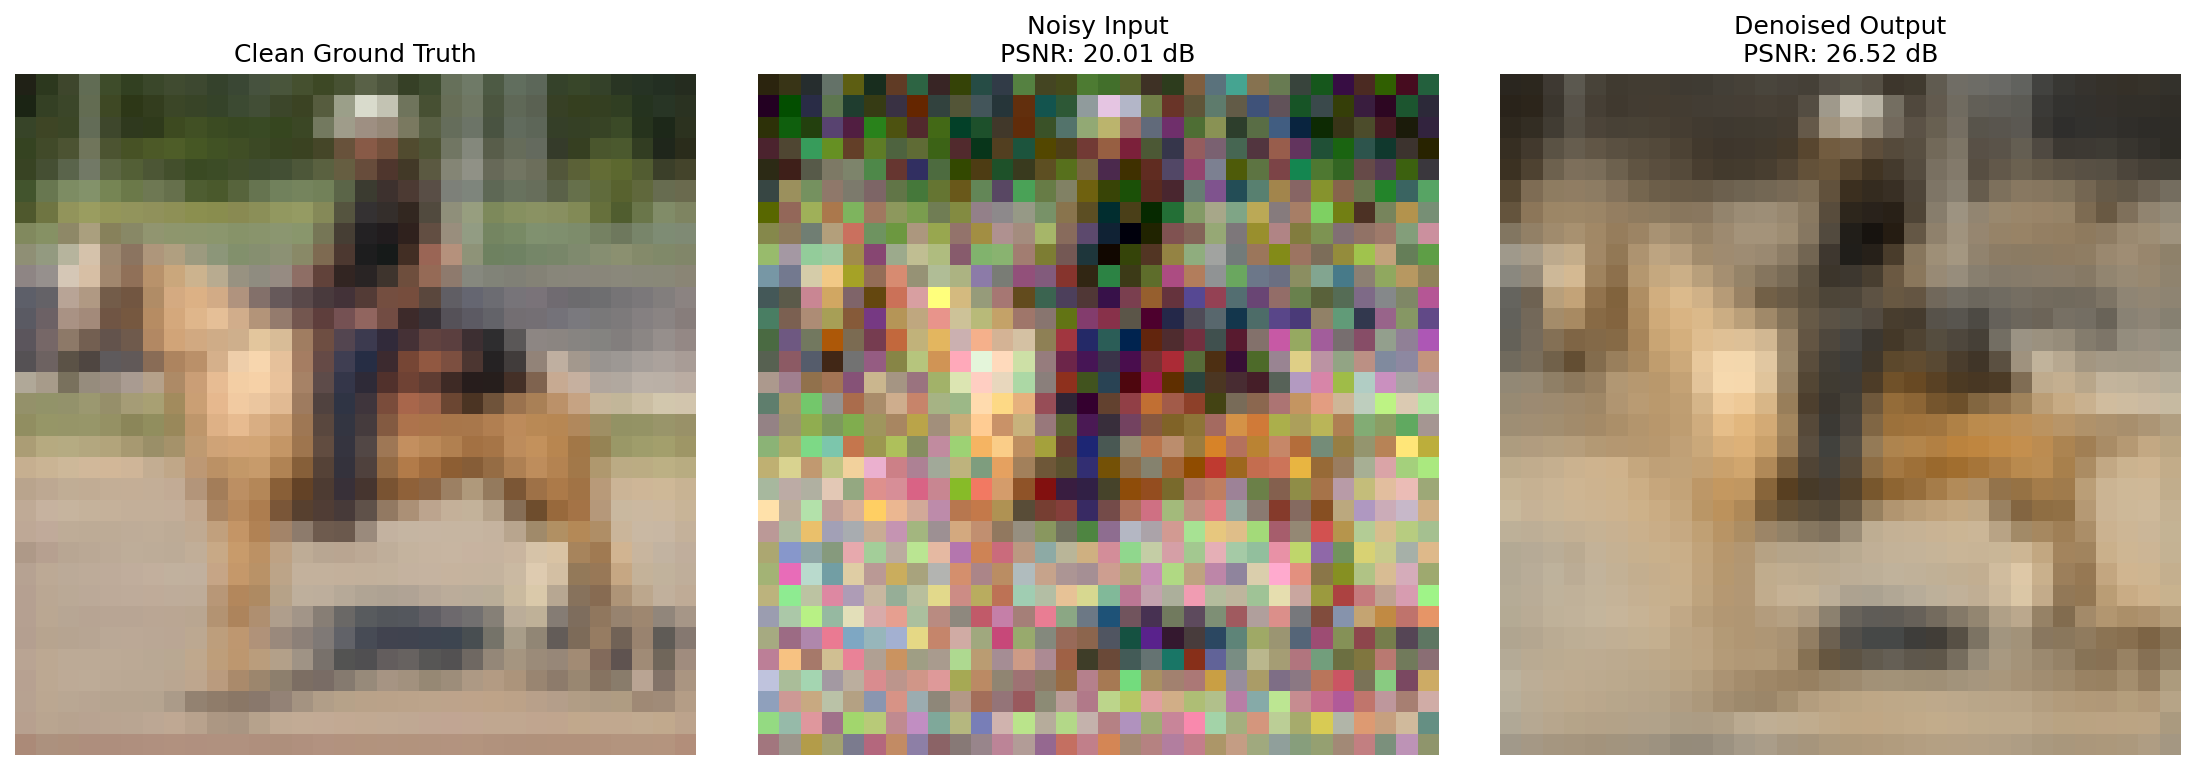 Clean Ground Truth
Noisy Input
PSNR: 20.01 dB
Denoised Output
PSNR: 26.52 dB